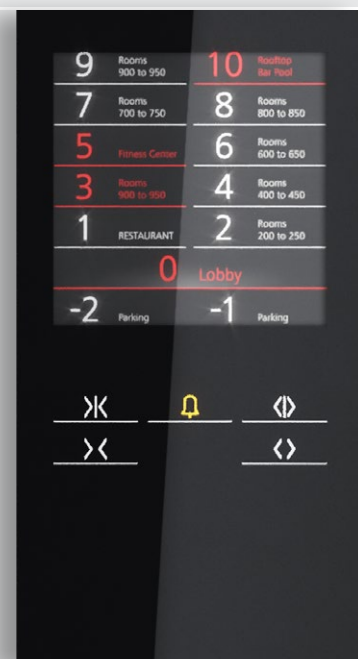 9 Rooms 900 to 950
10 Rooftop Bar Pool
7 Rooms 700 to 750
8 Rooms 800 to 850
5 Fitness Center
6 Rooms 600 to 650
3 Rooms 900 to 950
4 Rooms 400 to 450
1 RESTAURANT
2 Rooms 200 to 250
0 Lobby
-2 Parking
-1 Parking